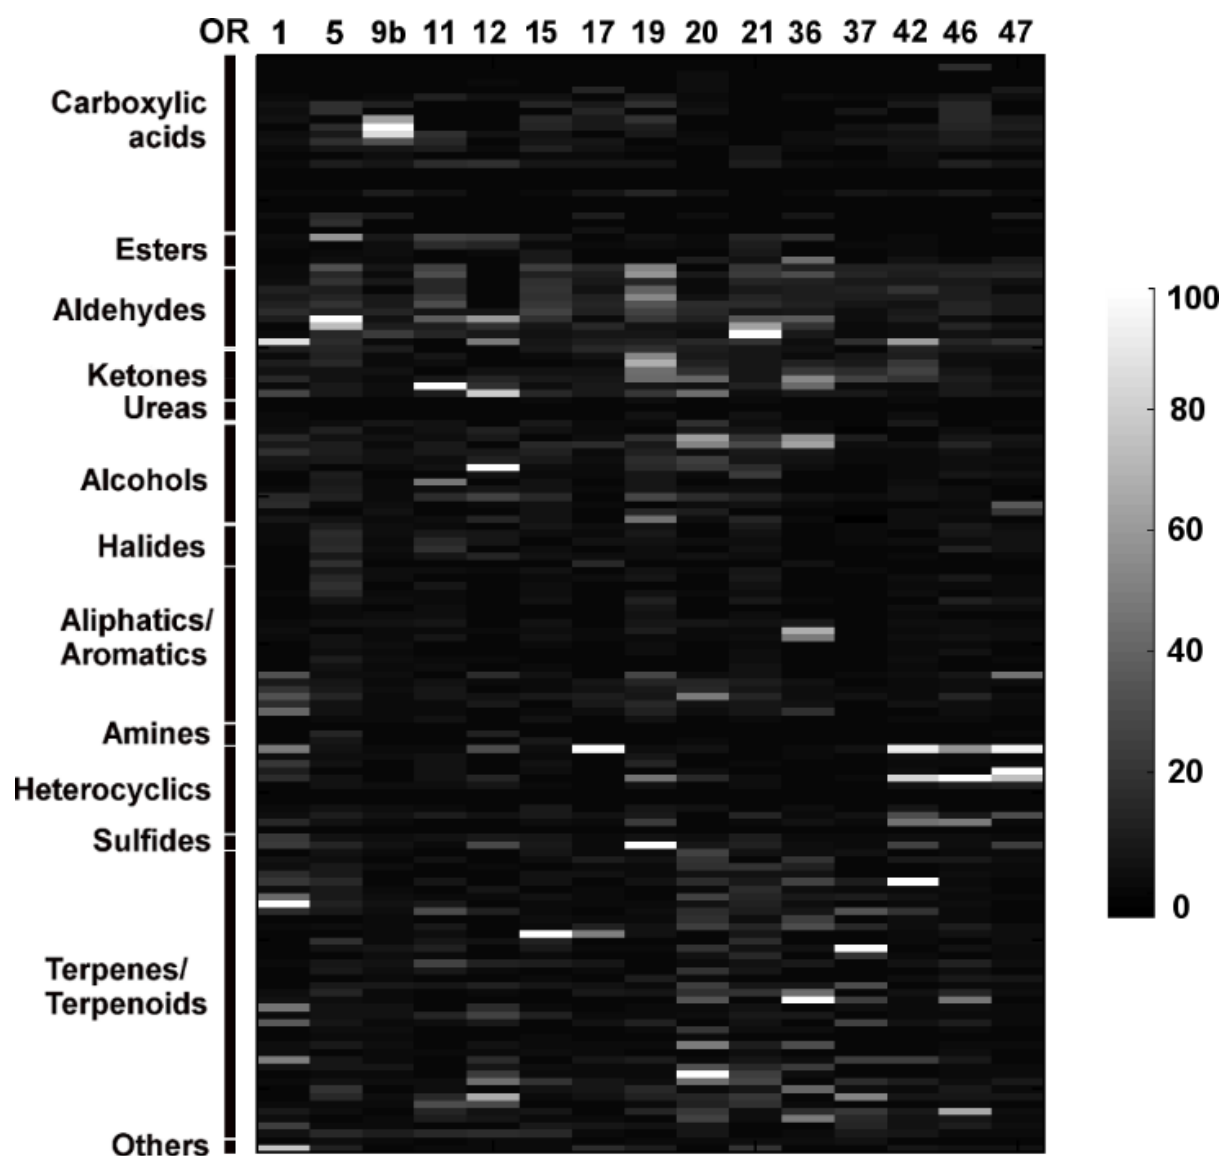 OR 1 5 9b 11 12 15 17 19 20 21 36 37 42 46 47
Carboxylic
acids
Esters
Aldehydes
Ketones
Ureas
Alcohols
Halides
Aliphatics/
Aromatics
Amines
Heterocyclics
Sulfides
Terpenes/
Terpenoids
Others
100
80
60
40
20
0